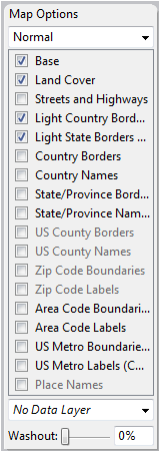 Map Options
Normal
Base
Land Cover
Streets and Highways
Light Country Bord...
Light State Borders ...
Country Borders
Country Names
State/Province Bord...
State/Province Nam...
US County Borders
US County Names
Zip Code Boundaries
Zip Code Labels
Area Code Boundari...
Area Code Labels
US Metro Boundarie...
US Metro Labels (C...
Place Names
No Data Layer
Washout: 0%